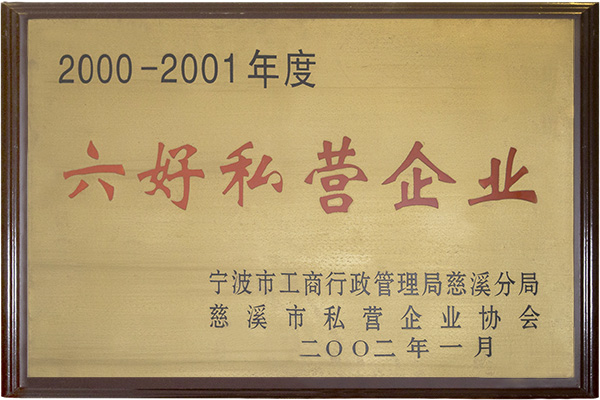 2000-2001年度
六好私营企业
宁波市工商行政管理局慈溪分局
慈溪市私营企业协会
二〇〇二年一月